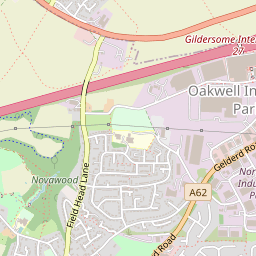 Gildersome Inte
27
Oakwell In
Par
Gelderd Ro
Nor
Indu
P
Novawood
Field Head Lane
A62
d Road